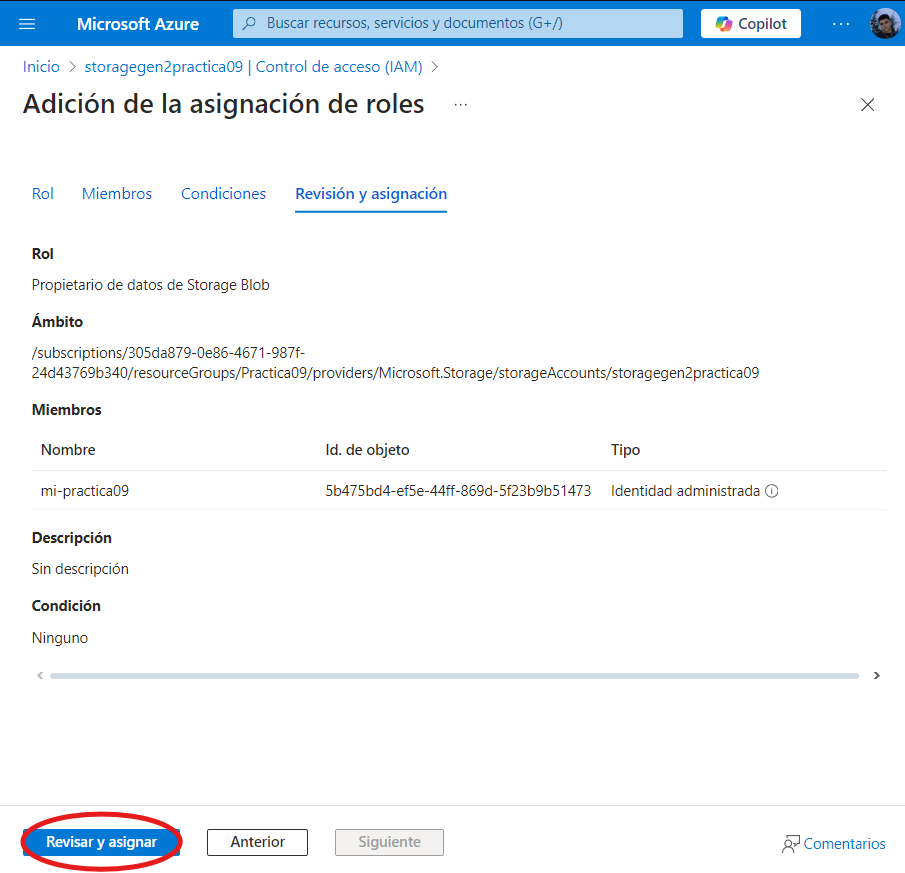 Microsoft Azure
Buscar recursos, servicios y documentos (G+/)
Copilot
...
Inicio > storagegen2practica09 | Control de acceso (IAM) >
Adición de la asignación de roles ...
Rol Miembros Condiciones Revisión y asignación
Rol
Propietario de datos de Storage Blob
Ámbito
/subscriptions/305da879-0e86-4671-987f-
24d43769b340/resourceGroups/Practica09/providers/Microsoft.Storage/storageAccounts/storagegen2practica09
Miembros
Nombre Id. de objeto Tipo
mi-practica09 5b475bd4-ef5e-44ff-869d-5f23b9b51473 Identidad administrada
Descripción
Sin descripción
Condición
Ninguno
Revisar y asignar Anterior Siguiente Comentarios